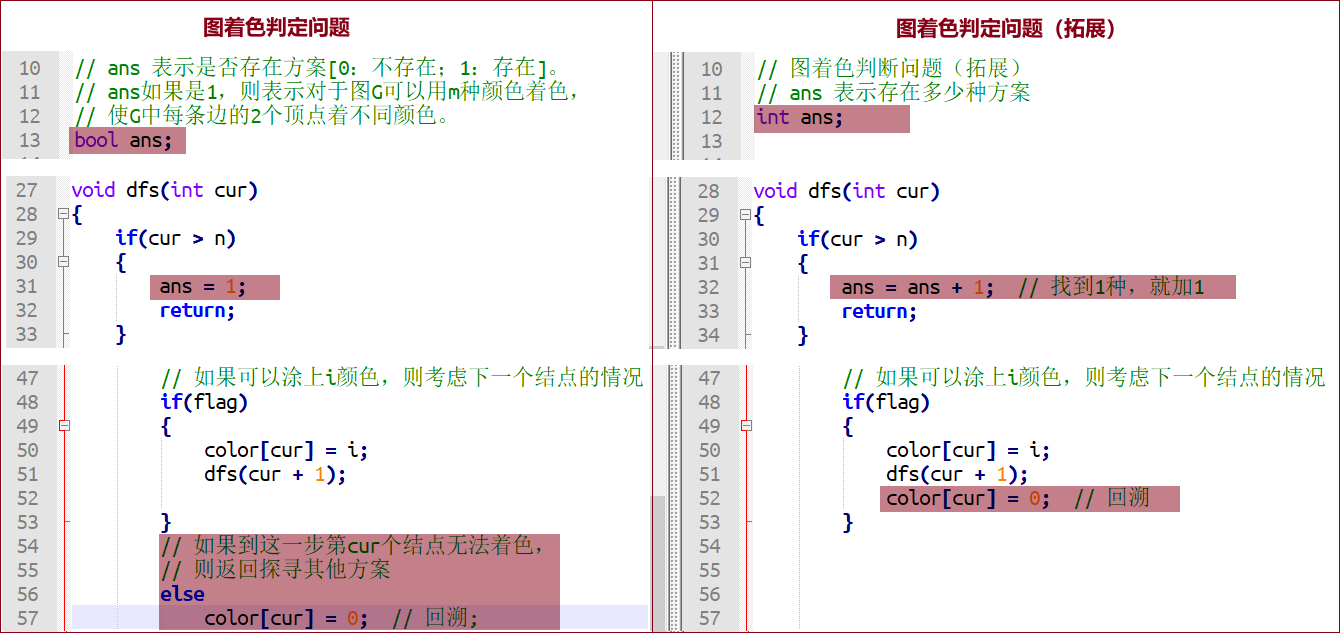 图着色判定问题
10 // ans 表示是否存在方案[0：不存在；1：存在]。
11 // ans如果是1，则表示对于图G可以用m种颜色着色，
12 // 使G中每条边的2个顶点着不同颜色。
13 bool ans;
27 void dfs(int cur)
28 {
29 if(cur > n)
30 {
31 ans = 1;
32 return;
33 }
47 // 如果可以涂上i颜色，则考虑下一个结点的情况
48 if(flag)
49 {
50 color[cur] = i;
51 dfs(cur + 1);
52
53 }
54 // 如果到这一步第cur个结点无法着色，
55 // 则返回探寻其他方案
56 else
57 color[cur] = 0; // 回溯;
图着色判定问题（拓展）
10 // 图着色判断问题（拓展）
11 // ans 表示存在多少种方案
12 int ans;
13
28 void dfs(int cur)
29 {
30 if(cur > n)
31 {
32 ans = ans + 1; // 找到1种，就加1
33 return;
34 }
47 // 如果可以涂上i颜色，则考虑下一个结点的情况
48 if(flag)
49 {
50 color[cur] = i;
51 dfs(cur + 1);
52 color[cur] = 0; // 回溯
53 }
54
55
56
57